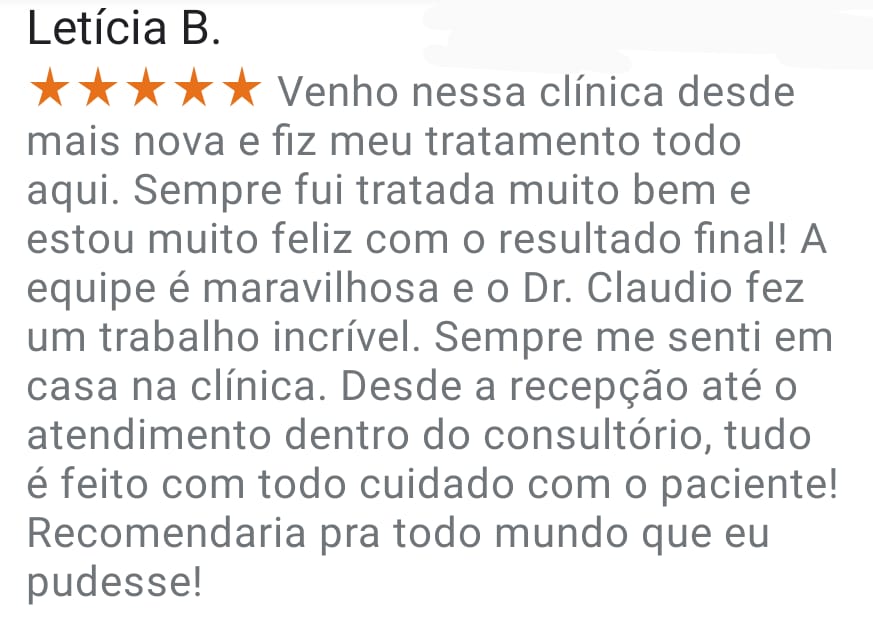 Letícia B.
★★★★★ Venho nessa clínica desde
mais nova e fiz meu tratamento todo
aqui. Sempre fui tratada muito bem e
estou muito feliz com o resultado final! A
equipe é maravilhosa e o Dr. Claudio fez
um trabalho incrível. Sempre me senti em
casa na clínica. Desde a recepção até o
atendimento dentro do consultório, tudo
é feito com todo cuidado com o paciente!
Recomendaria pra todo mundo que eu
pudesse!